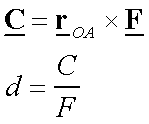 C = r_OA × F
d = C/F